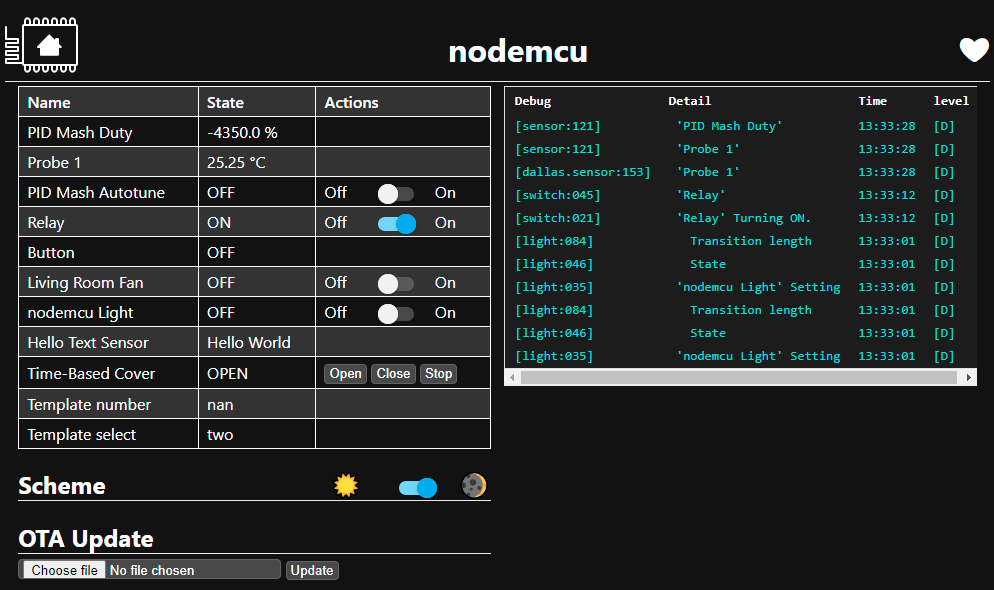 nodemcu
Name State Actions
PID Mash Duty -4350.0 %
Probe 1 25.25 °C
PID Mash Autotune OFF Off On
Relay ON Off On
Button OFF
Living Room Fan OFF Off On
nodemcu Light OFF Off On
Hello Text Sensor Hello World
Time-Based Cover OPEN Open Close Stop
Template number nan
Template select two
Scheme
OTA Update
Choose file No file chosen Update
Debug Detail Time level
[sensor:121] 'PID Mash Duty' 13:33:28 [D]
[sensor:121] 'Probe 1' 13:33:28 [D]
[dallas.sensor:153] 'Probe 1' 13:33:28 [D]
[switch:045] 'Relay' 13:33:12 [D]
[switch:021] 'Relay' Turning ON. 13:33:12 [D]
[light:084] Transition length 13:33:01 [D]
[light:046] State 13:33:01 [D]
[light:035] 'nodemcu Light' Setting 13:33:01 [D]
[light:084] Transition length 13:33:01 [D]
[light:046] State 13:33:01 [D]
[light:035] 'nodemcu Light' Setting 13:33:01 [D]